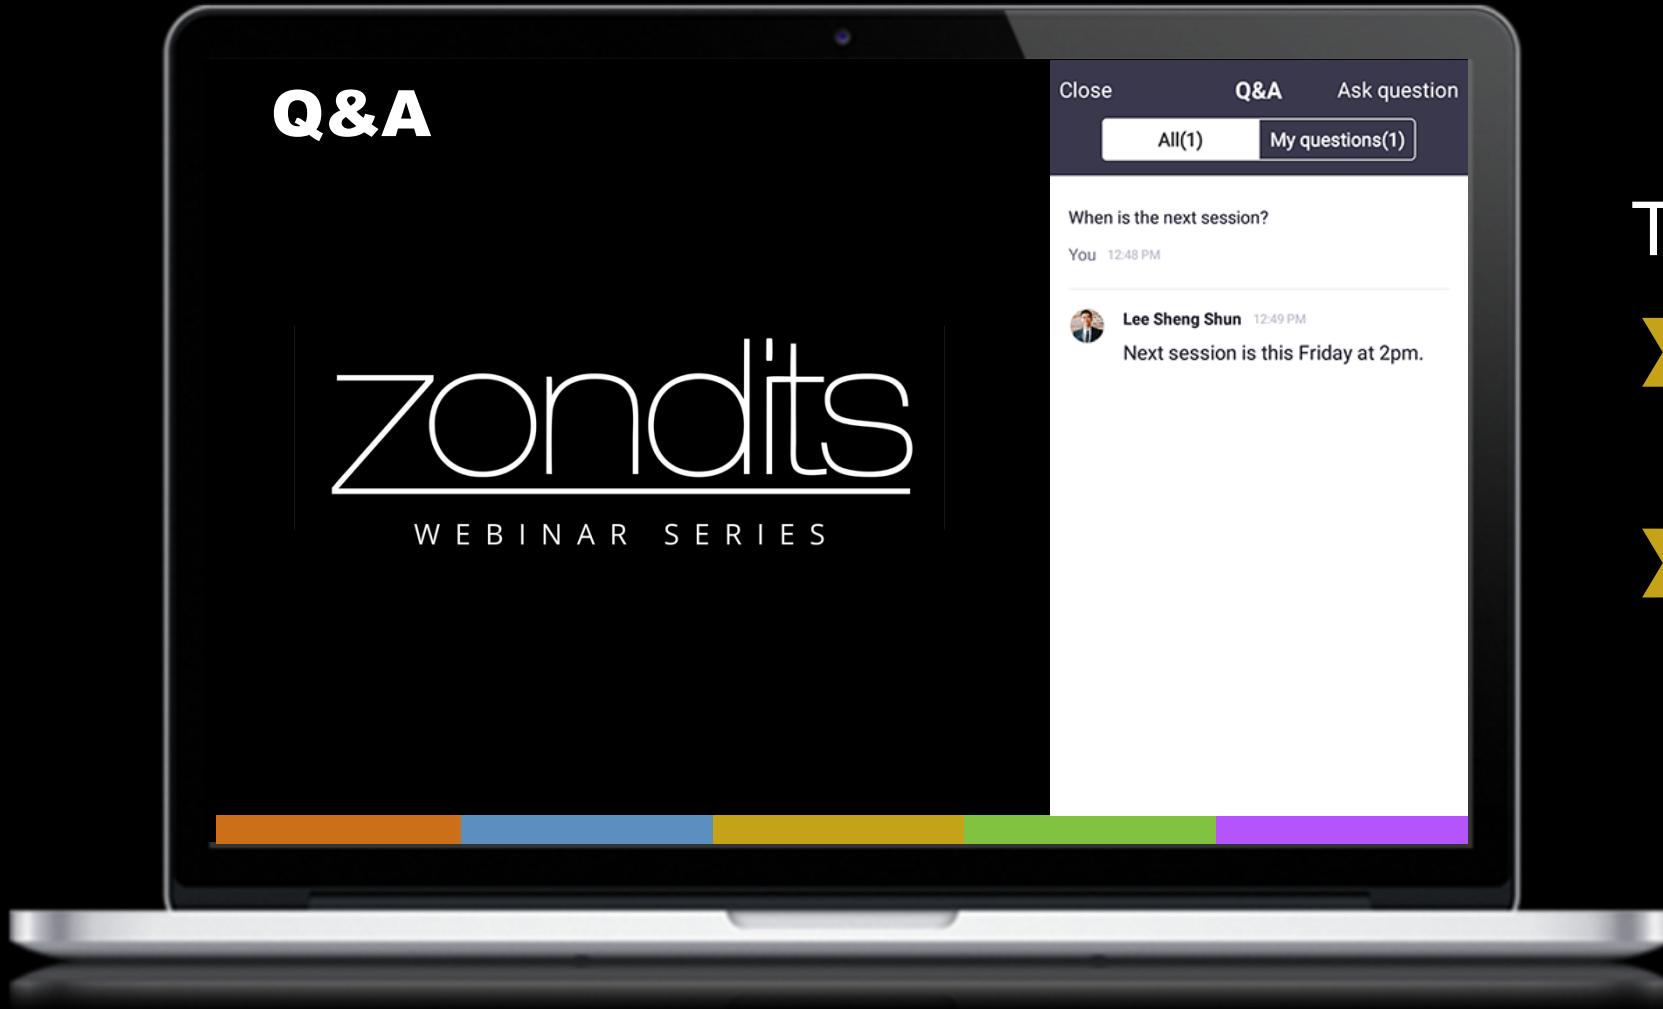 Q&A
zondits
WEBINAR SERIES
Close Q&A Ask question
All(1) My questions(1)
When is the next session?
You 12:48 PM
Lee Sheng Shun 12:49 PM
Next session is this Friday at 2pm.
T